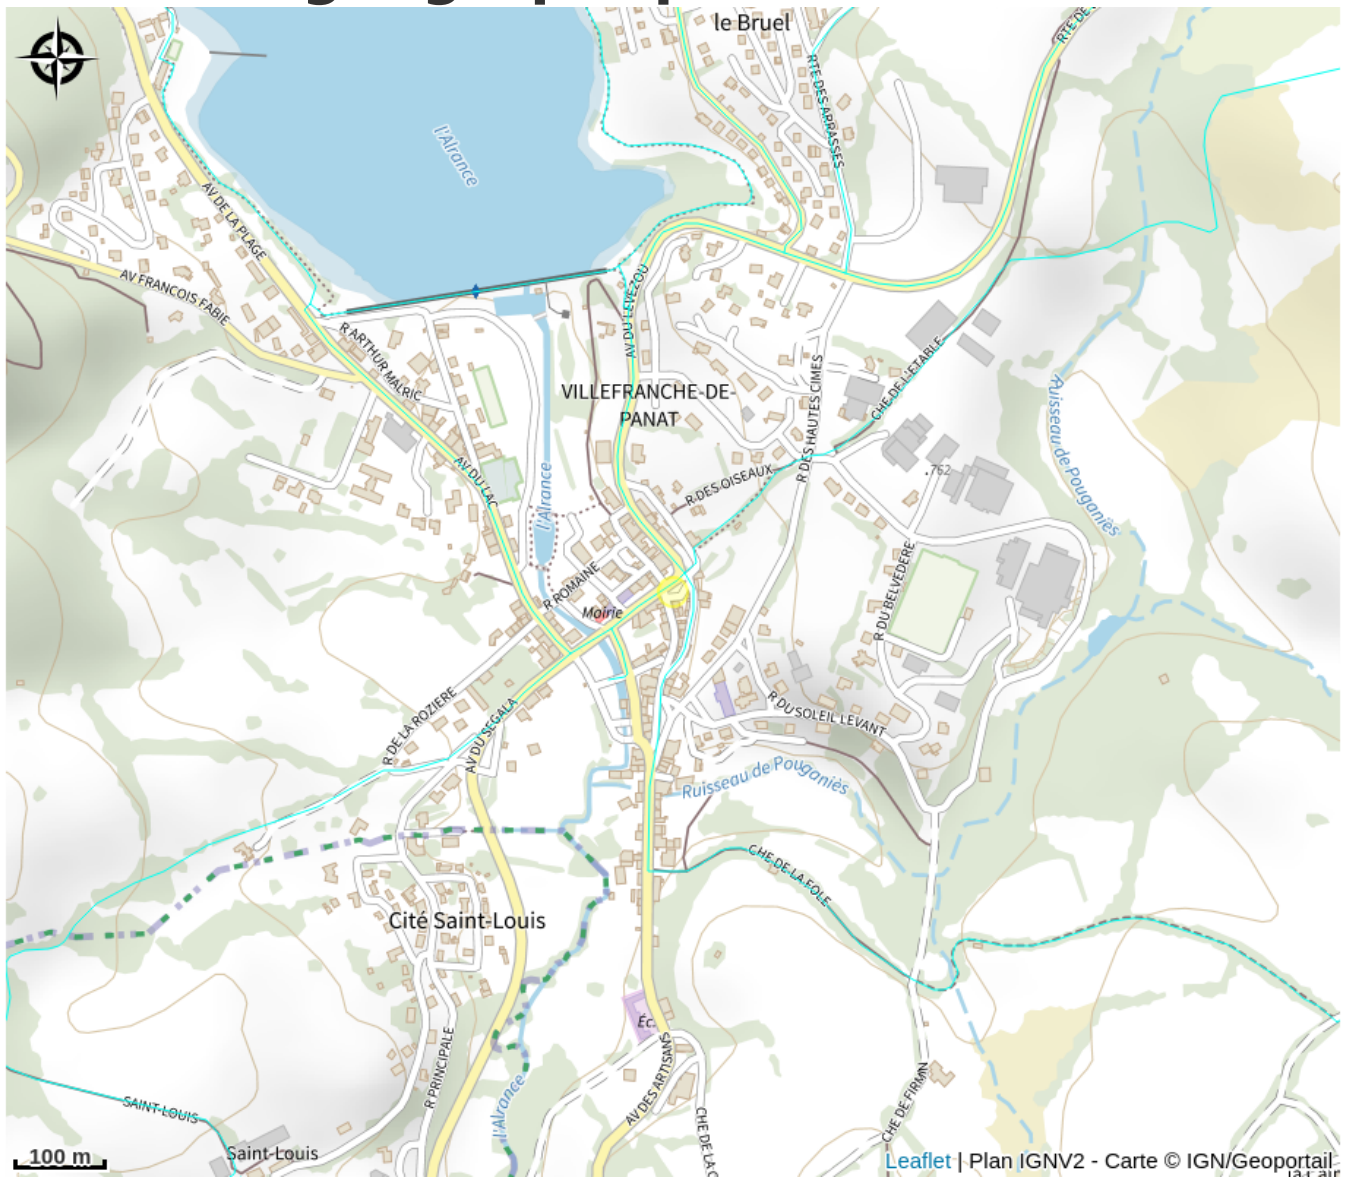 le Bruel
RTE DES ARRASSES
l'Alrance
AV DE LA PLAGE
AV FRANCOIS FABIE
R ARTHUR MALRIC
AV DU LEVEZOU
VILLEFRANCHE-DE-
PANAT
R DES HAUTES CIMES
CHE DE L'ETABLE
Ruisseau de Pouganiès
AV DU LAC
l'Alrance
R DES OISEAUX
.762
R ROMAINE
Mairie
R DU BELVEDERE
R DE LA ROZIERE
AV DU SEGALA
R DU SOLEIL LEVANT
Ruisseau de Pouganiès
CHE DE LA FOLE
Cité Saint-Louis
Éc.
R PRINCIPALE
AV DES ARTISANS
l'Alrance
CHE DE FIRMIN
SAINT-LOUIS
Saint-Louis
100 m
Leaflet | Plan IGNV2 - Carte © IGN/Geoportail